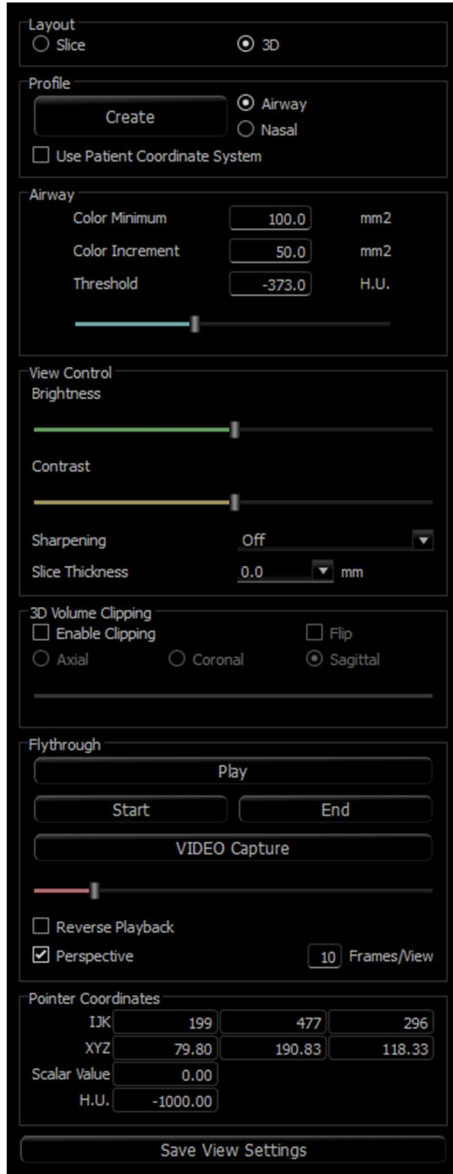 Layout
Slice 3D
Profile
Create
Airway
Nasal
Use Patient Coordinate System
Airway
Color Minimum 100.0 mm2
Color Increment 50.0 mm2
Threshold -373.0 H.U.
View Control
Brightness
Contrast
Sharpening Off
Slice Thickness 0.0 mm
3D Volume Clipping
Enable Clipping Flip
Axial Coronal Sagittal
Flythrough
Play
Start End
VIDEO Capture
Reverse Playback
Perspective 10 Frames/View
Pointer Coordinates
IJK 199 477 296
XYZ 79.80 190.83 118.33
Scalar Value 0.00
H.U. -1000.00
Save View Settings